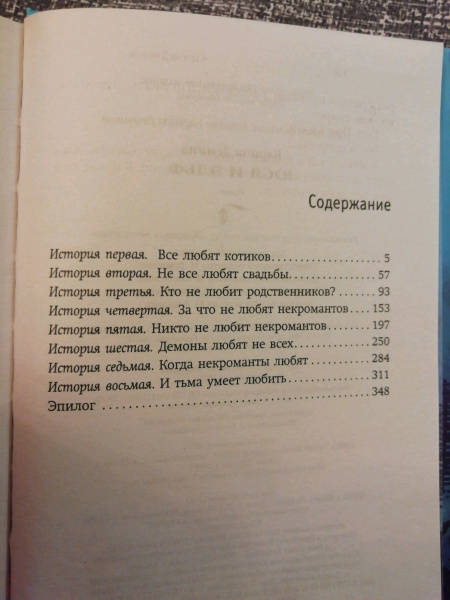 Содержание
История первая. Все любят котиков........................ 5
История вторая. Не все любят свадьбы..................... 57
История третья. Кто не любит родственников? ............ 93
История четвертая. За что не любят некромантов........... 153
История пятая. Никто не любит некромантов............... 197
История шестая. Демоны любят не всех.................... 250
История седьмая. Когда некроманты любят ................ 284
История восьмая. И тьма умеет любить.................... 311
Эпилог ................................................ 348